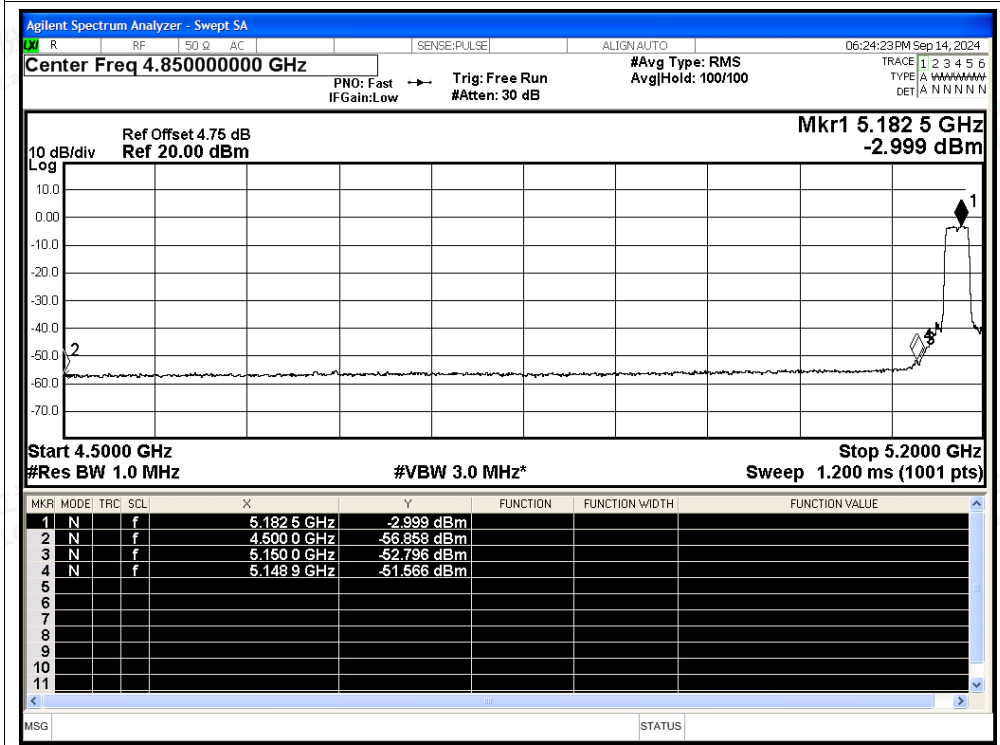 Agilent Spectrum Analyzer - Swept SA
LXI R RF 50 Ω AC SENSE:PULSE ALIGN AUTO 06:24:23 PM Sep 14, 2024
Center Freq 4.850000000 GHz #Avg Type: RMS TRACE 1 2 3 4 5 6
PNO: Fast Trig: Free Run Avg|Hold: 100/100 TYPE A WWWWW
IFGain:Low #Atten: 30 dB DET A N N N N N
Mkr1 5.182 5 GHz
-2.999 dBm
Ref Offset 4.75 dB
10 dB/div Ref 20.00 dBm
Log
10.0
1
0.00
-10.0
-20.0
-30.0
-40.0
4
3
-50.0
2
-60.0
-70.0
Start 4.5000 GHz Stop 5.2000 GHz
#Res BW 1.0 MHz #VBW 3.0 MHz* Sweep 1.200 ms (1001 pts)
MKR MODE TRC SCL X Y FUNCTION FUNCTION WIDTH FUNCTION VALUE
1 N f 5.182 5 GHz -2.999 dBm
2 N f 4.500 0 GHz -56.858 dBm
3 N f 5.150 0 GHz -52.796 dBm
4 N f 5.148 9 GHz -51.566 dBm
5
6
7
8
9
10
11
MSG STATUS